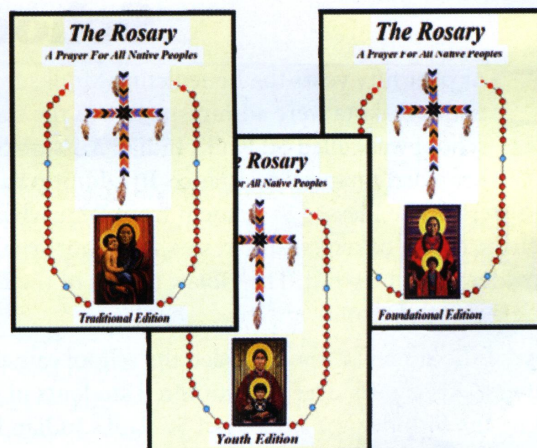 The Rosary
A Prayer For All Native Peoples
Traditional Edition
The Rosary
A Prayer For All Native Peoples
Foundational Edition
Rosary
All Native Peoples
Youth Edition